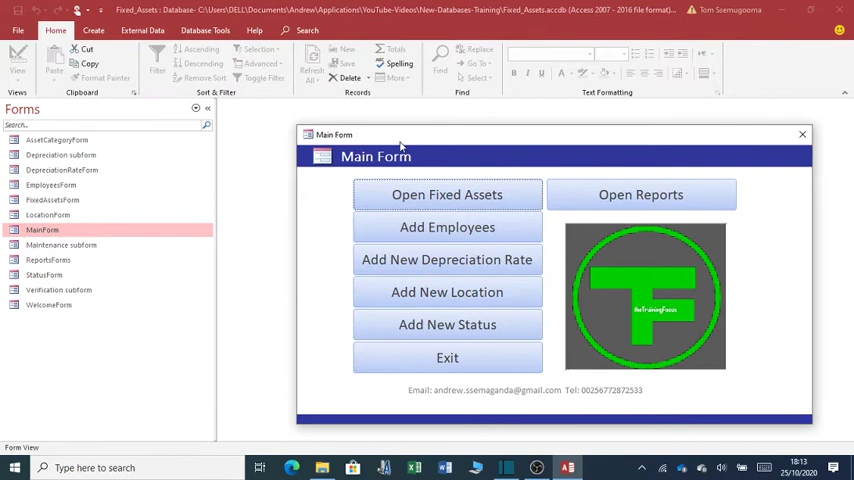 Fixed_Assets : Database- C:\Users\DELL\Documents\Andrew\Applications\YouTube-Videos\New-Databases-Training\Fixed_Assets.accdb (Access 2007 - 2016 file format)
Tom Ssemugooma
File Home Create External Data Database Tools Help Search
View
Views
Paste
Cut
Copy
Format Painter
Clipboard
Filter
Ascending
Descending
Remove Sort
Selection
Advanced
Toggle Filter
Sort & Filter
Refresh All
New
Save
Delete
Totals
Spelling
More
Records
Find
Replace
Go To
Select
Find
B I U A
Text Formatting
Forms
Search...
AssetCategoryForm
Depreciation subform
DepreciationRateForm
EmployeesForm
FixedAssetsForm
LocationForm
MainForm
Maintenance subform
ReportsForms
StatusForm
Verification subform
WelcomeForm
Main Form
Main Form
Open Fixed Assets
Open Reports
Add Employees
Add New Depreciation Rate
Add New Location
Add New Status
Exit
TF
theTrainingFocus
Email: andrew.ssemaganda@gmail.com Tel: 00256772872533
Form View
Type here to search
18:13
25/10/2020